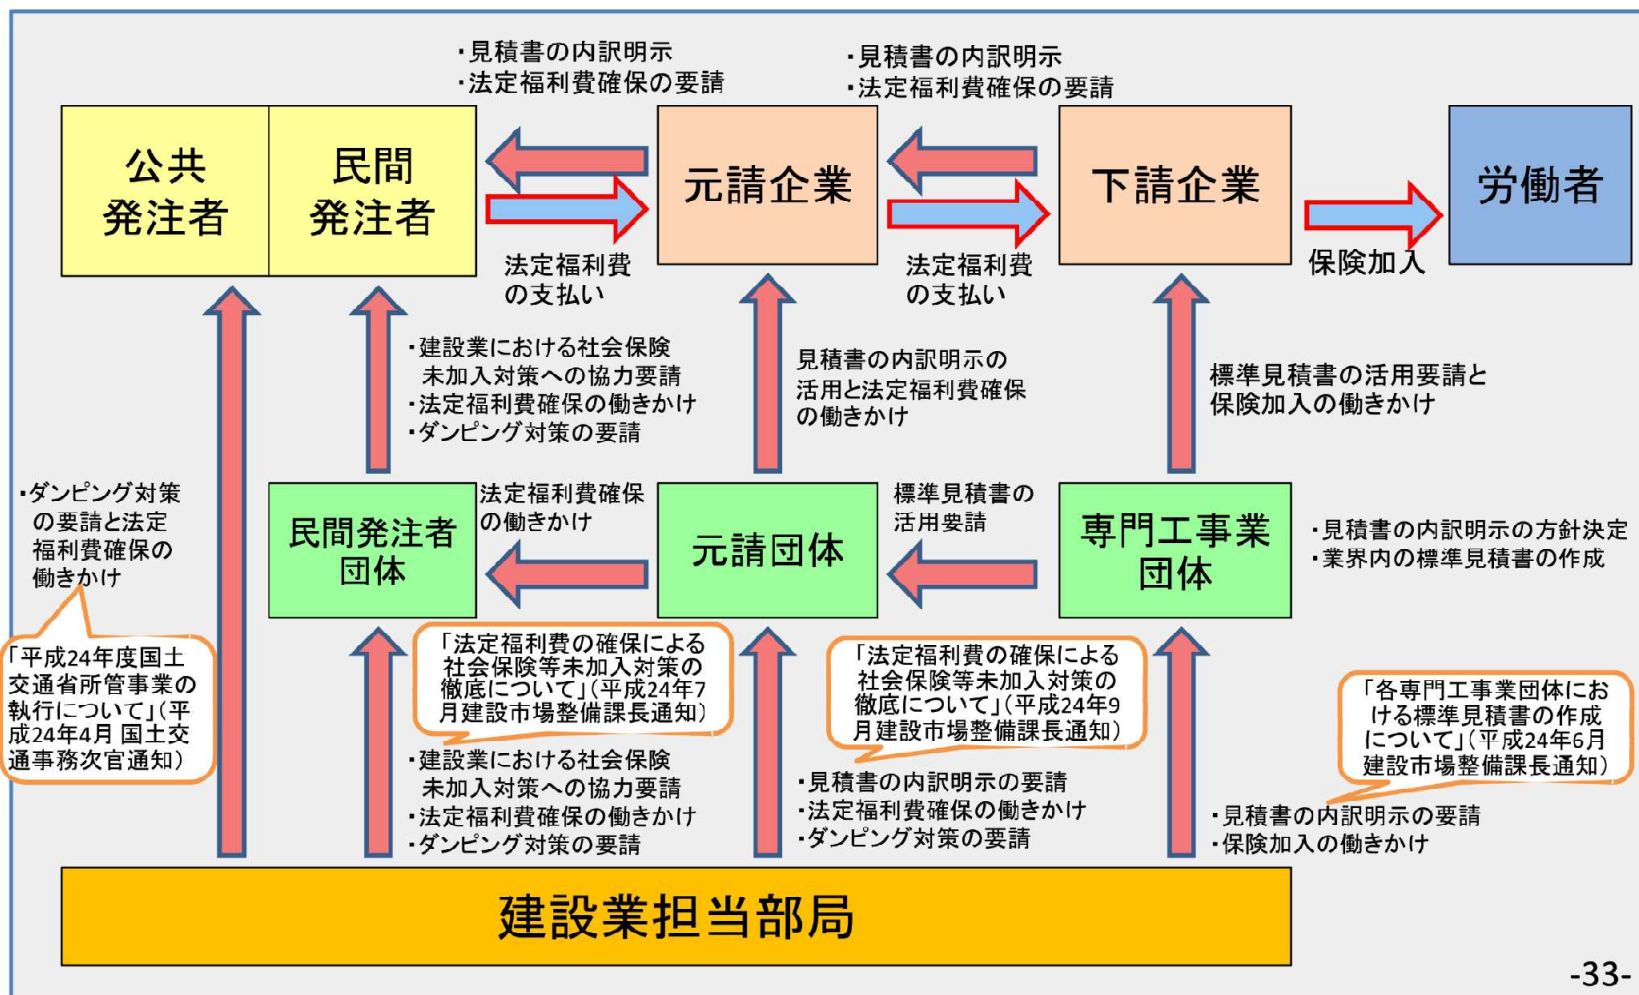 ・見積書の内訳明示
・法定福利費確保の要請
・見積書の内訳明示
・法定福利費確保の要請
公共
発注者
民間
発注者
元請企業
下請企業
労働者
法定福利費
の支払い
法定福利費
の支払い
保険加入
・建設業における社会保険
未加入対策への協力要請
・法定福利費確保の働きかけ
・ダンピング対策の要請
見積書の内訳明示の
活用と法定福利費確保
の働きかけ
標準見積書の活用要請と
保険加入の働きかけ
・ダンピング対策
の要請と法定
福利費確保の
働きかけ
民間発注者
団体
法定福利費確保
の働きかけ
元請団体
標準見積書の
活用要請
専門工事業
団体
・見積書の内訳明示の方針決定
・業界内の標準見積書の作成
「平成24年度国土
交通省所管事業の
執行について」(平
成24年4月 国土交
通事務次官通知)
「法定福利費の確保による
社会保険等未加入対策の
徹底について」(平成24年7
月建設市場整備課長通知)
「法定福利費の確保による
社会保険等未加入対策の
徹底について」(平成24年9
月建設市場整備課長通知)
「各専門工事業団体にお
ける標準見積書の作成
について」(平成24年6月
建設市場整備課長通知)
・建設業における社会保険
未加入対策への協力要請
・法定福利費確保の働きかけ
・ダンピング対策の要請
・見積書の内訳明示の要請
・法定福利費確保の働きかけ
・ダンピング対策の要請
・見積書の内訳明示の要請
・保険加入の働きかけ
建設業担当部局
-33-